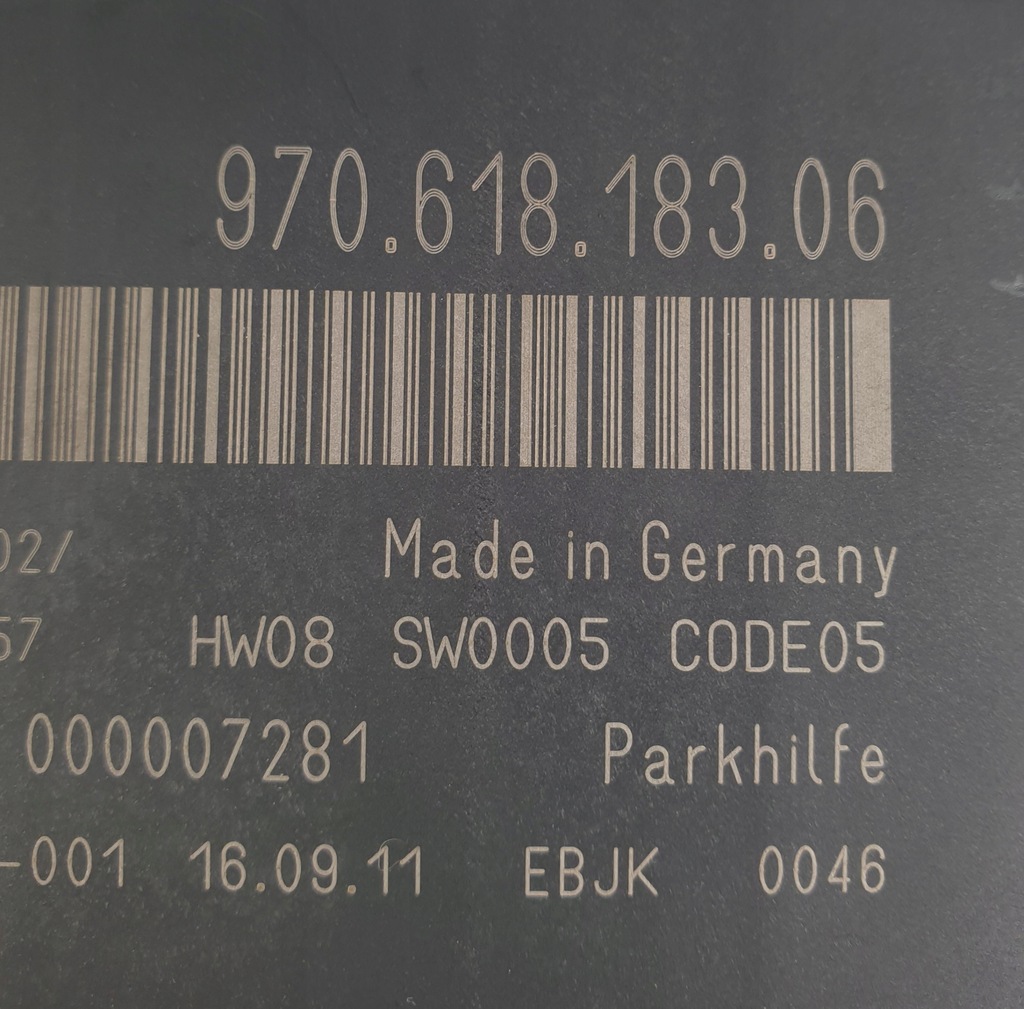 970.618.183.06
02/ Made in Germany
57 HW08 SW0005 CODE05
000007281 Parkhilfe
-001 16.09.11 EBJK 0046